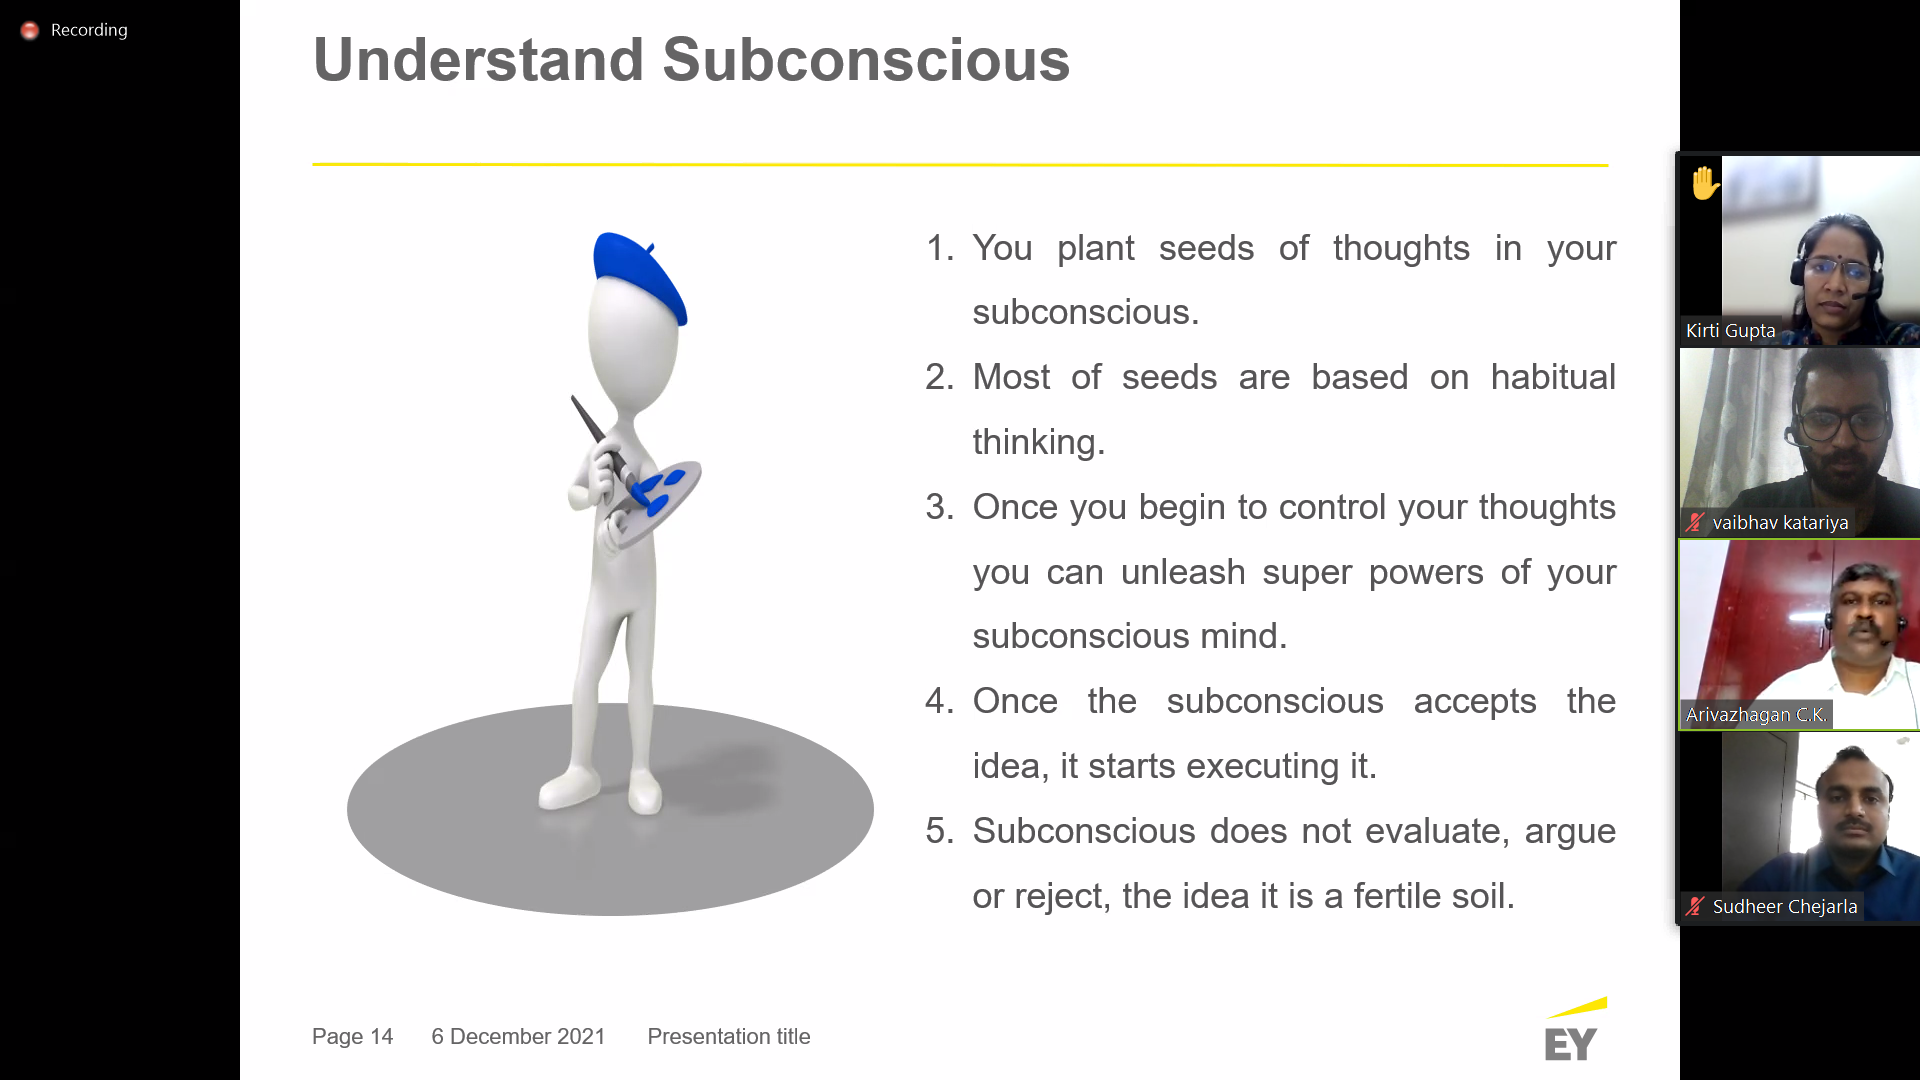 Recording
Understand Subconscious
1. You plant seeds of thoughts in your
subconscious.
2. Most of seeds are based on habitual
thinking.
3. Once you begin to control your thoughts
you can unleash super powers of your
subconscious mind.
4. Once the subconscious accepts the
idea, it starts executing it.
5. Subconscious does not evaluate, argue
or reject, the idea it is a fertile soil.
Page 14 6 December 2021 Presentation title
EY
Kirti Gupta
vaibhav katariya
Arivazhagan C.K.
Sudheer Chejarla